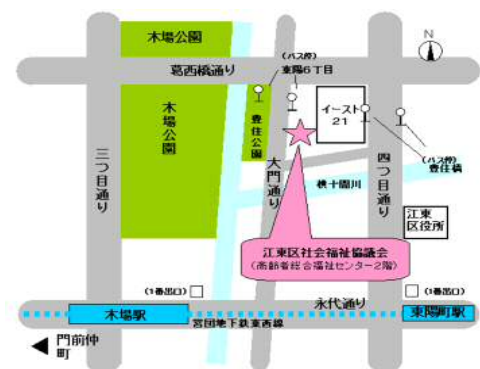 木場公園
N
(バス停)
東陽6丁目
葛西橋通り
イースト
21
木場公園
豊住公園
三つ目通り
大門通り
四つ目通り
(バス停)
豊住橋
横十間川
江東
区役所
江東区社会福祉協議会
(高齢者総合福祉センター2階)
(1番出口)
(1番出口)
永代通り
木場駅
東陽町駅
営団地下鉄東西線
門前仲
町